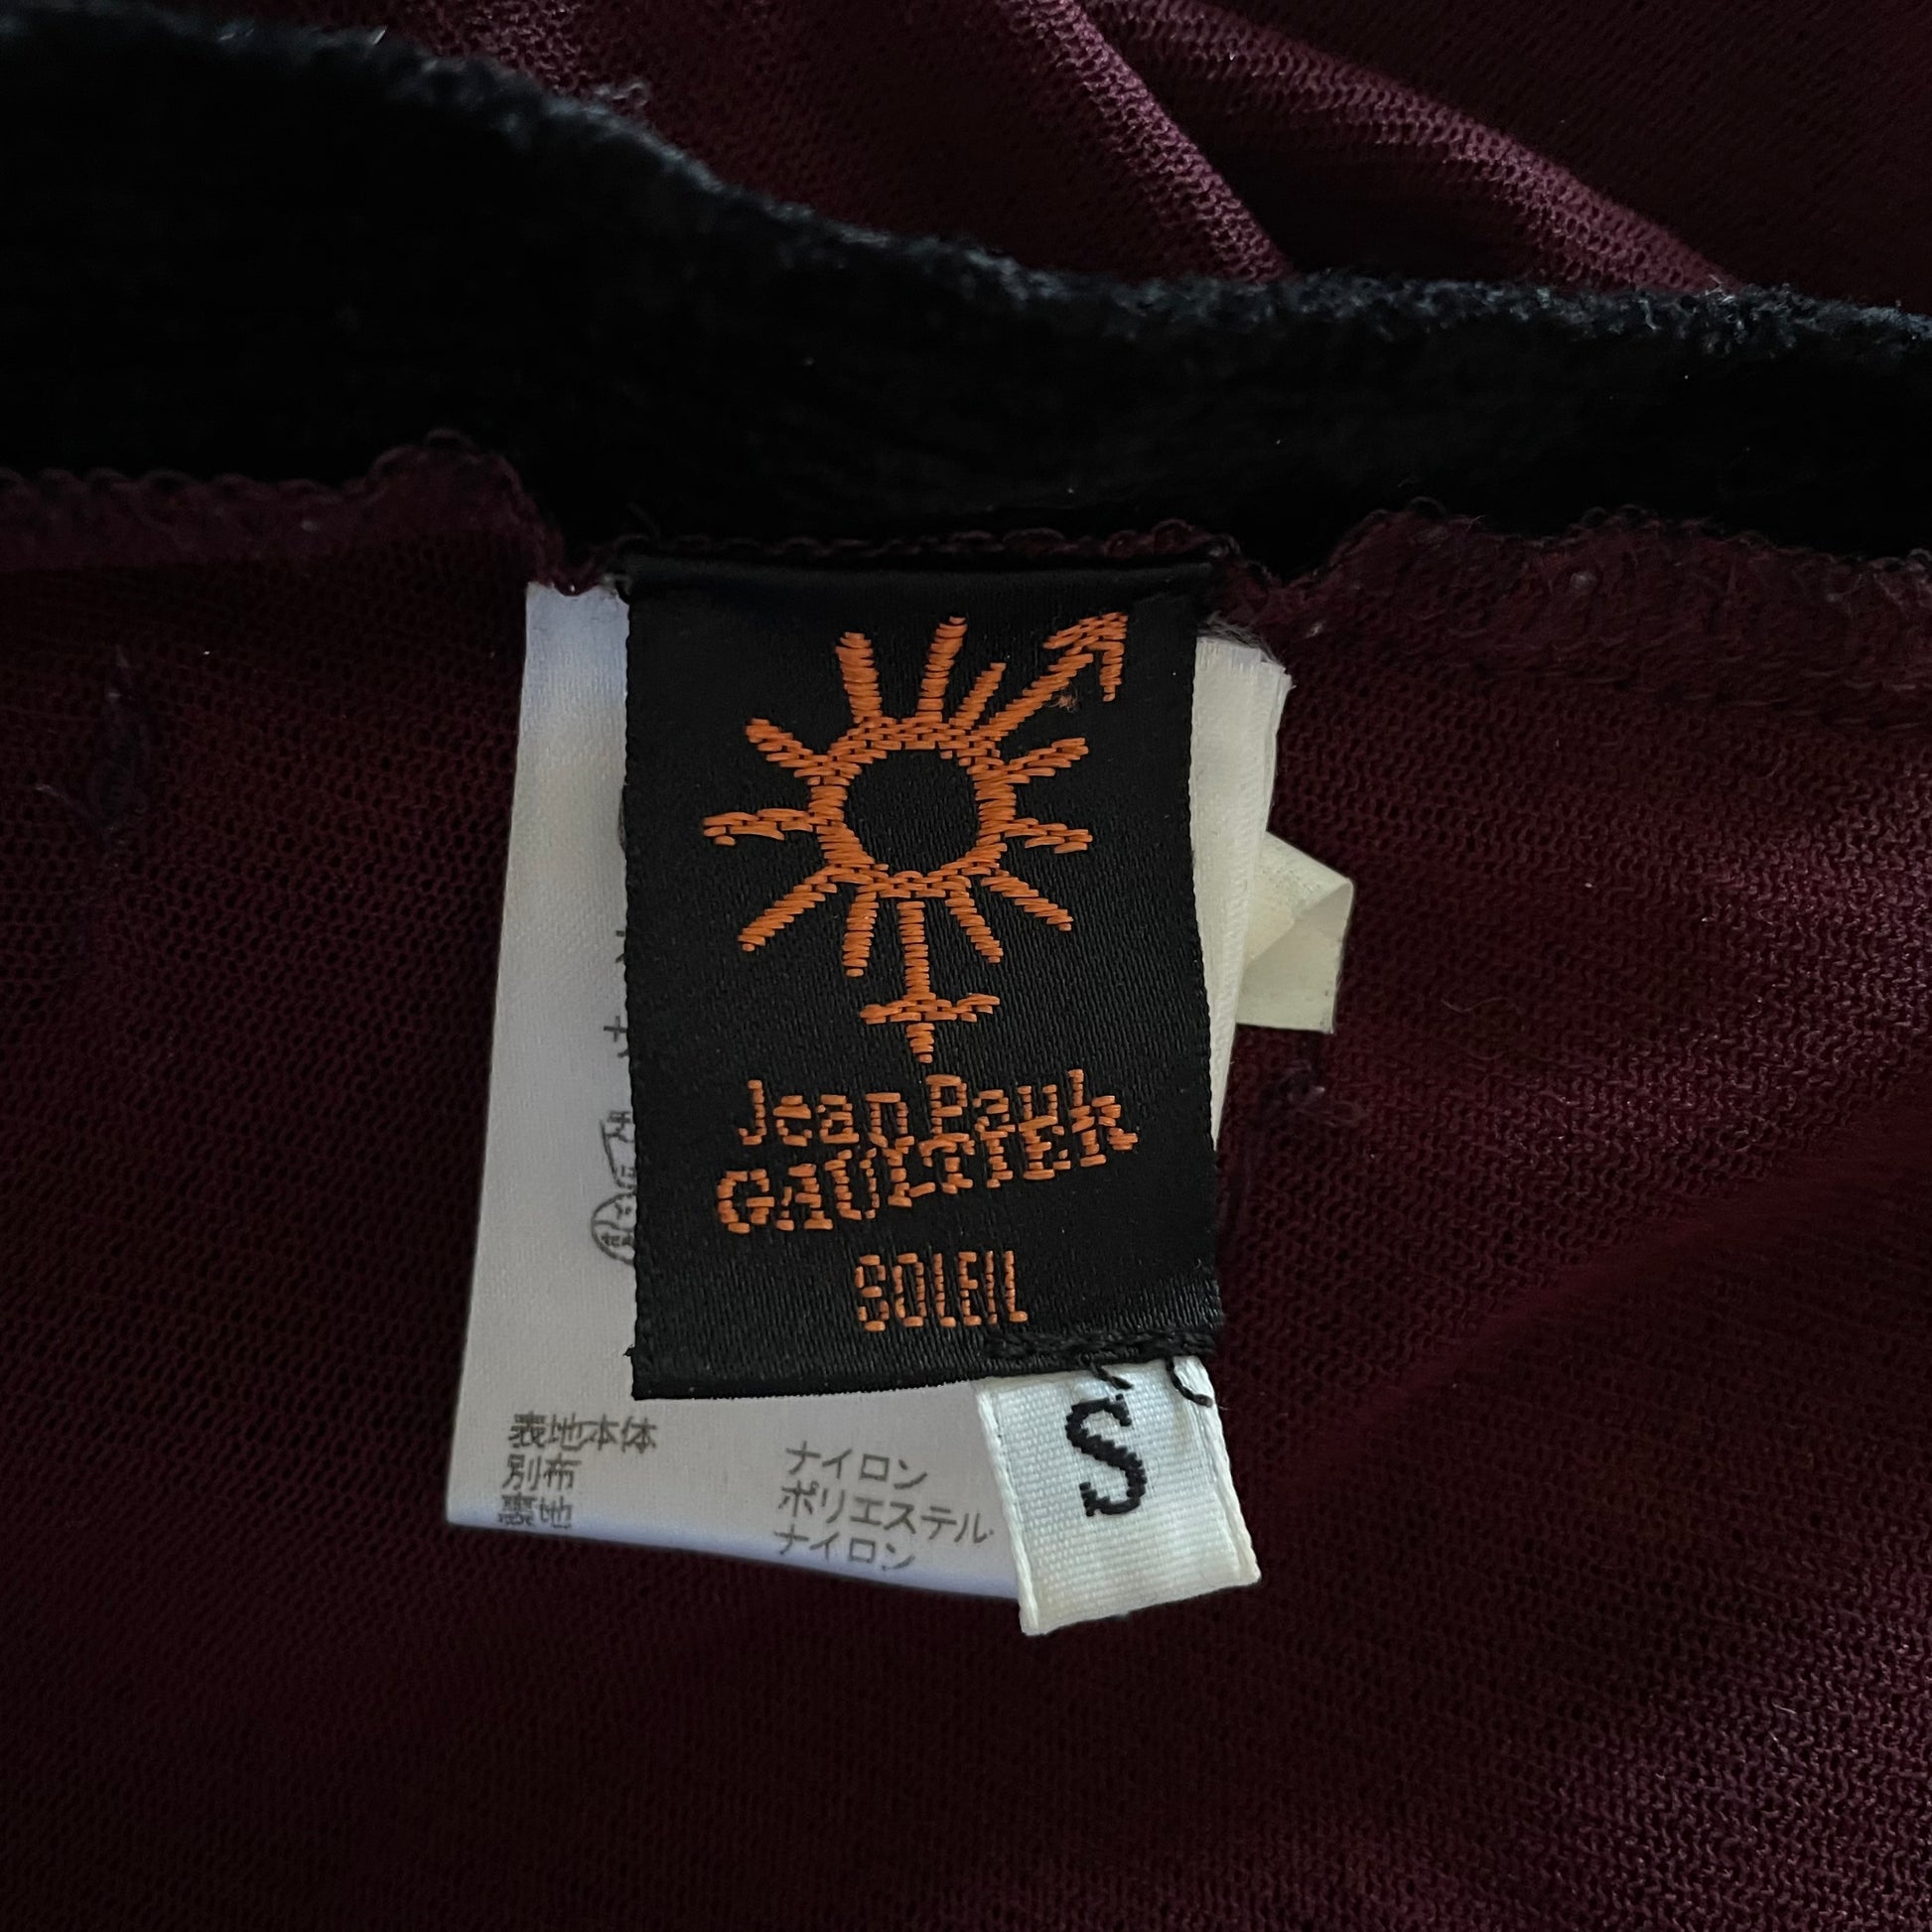 Jean Paul
GAULTIER
SOLEIL
S
表地本体 ナイロン
別布 ポリエステル
裏地 ナイロン